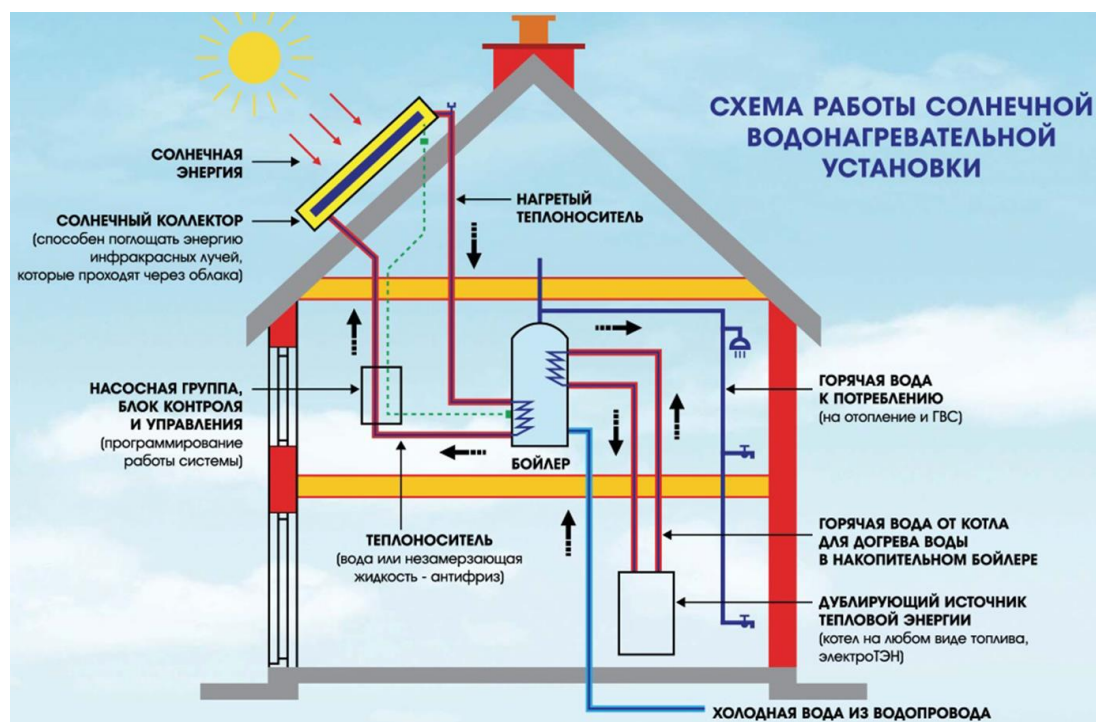 СХЕМА РАБОТЫ СОЛНЕЧНОЙ
ВОДОНАГРЕВАТЕЛЬНОЙ
УСТАНОВКИ
СОЛНЕЧНАЯ
ЭНЕРГИЯ
СОЛНЕЧНЫЙ КОЛЛЕКТОР
(способен поглощать энергию
инфракрасных лучей,
которые проходят через облака)
НАГРЕТЫЙ
ТЕПЛОНОСИТЕЛЬ
НАСОСНАЯ ГРУППА,
БЛОК КОНТРОЛЯ
И УПРАВЛЕНИЯ
(программирование
работы системы)
БОЙЛЕР
ГОРЯЧАЯ ВОДА
К ПОТРЕБЛЕНИЮ
(на отопление и ГВС)
ТЕПЛОНОСИТЕЛЬ
(вода или незамерзающая
жидкость - антифриз)
ГОРЯЧАЯ ВОДА ОТ КОТЛА
ДЛЯ ДОГРЕВА ВОДЫ
В НАКОПИТЕЛЬНОМ БОЙЛЕРЕ
ДУБЛИРУЮЩИЙ ИСТОЧНИК
ТЕПЛОВОЙ ЭНЕРГИИ
(котел на любом виде топлива,
электроТЭН)
ХОЛОДНАЯ ВОДА ИЗ ВОДОПРОВОДА